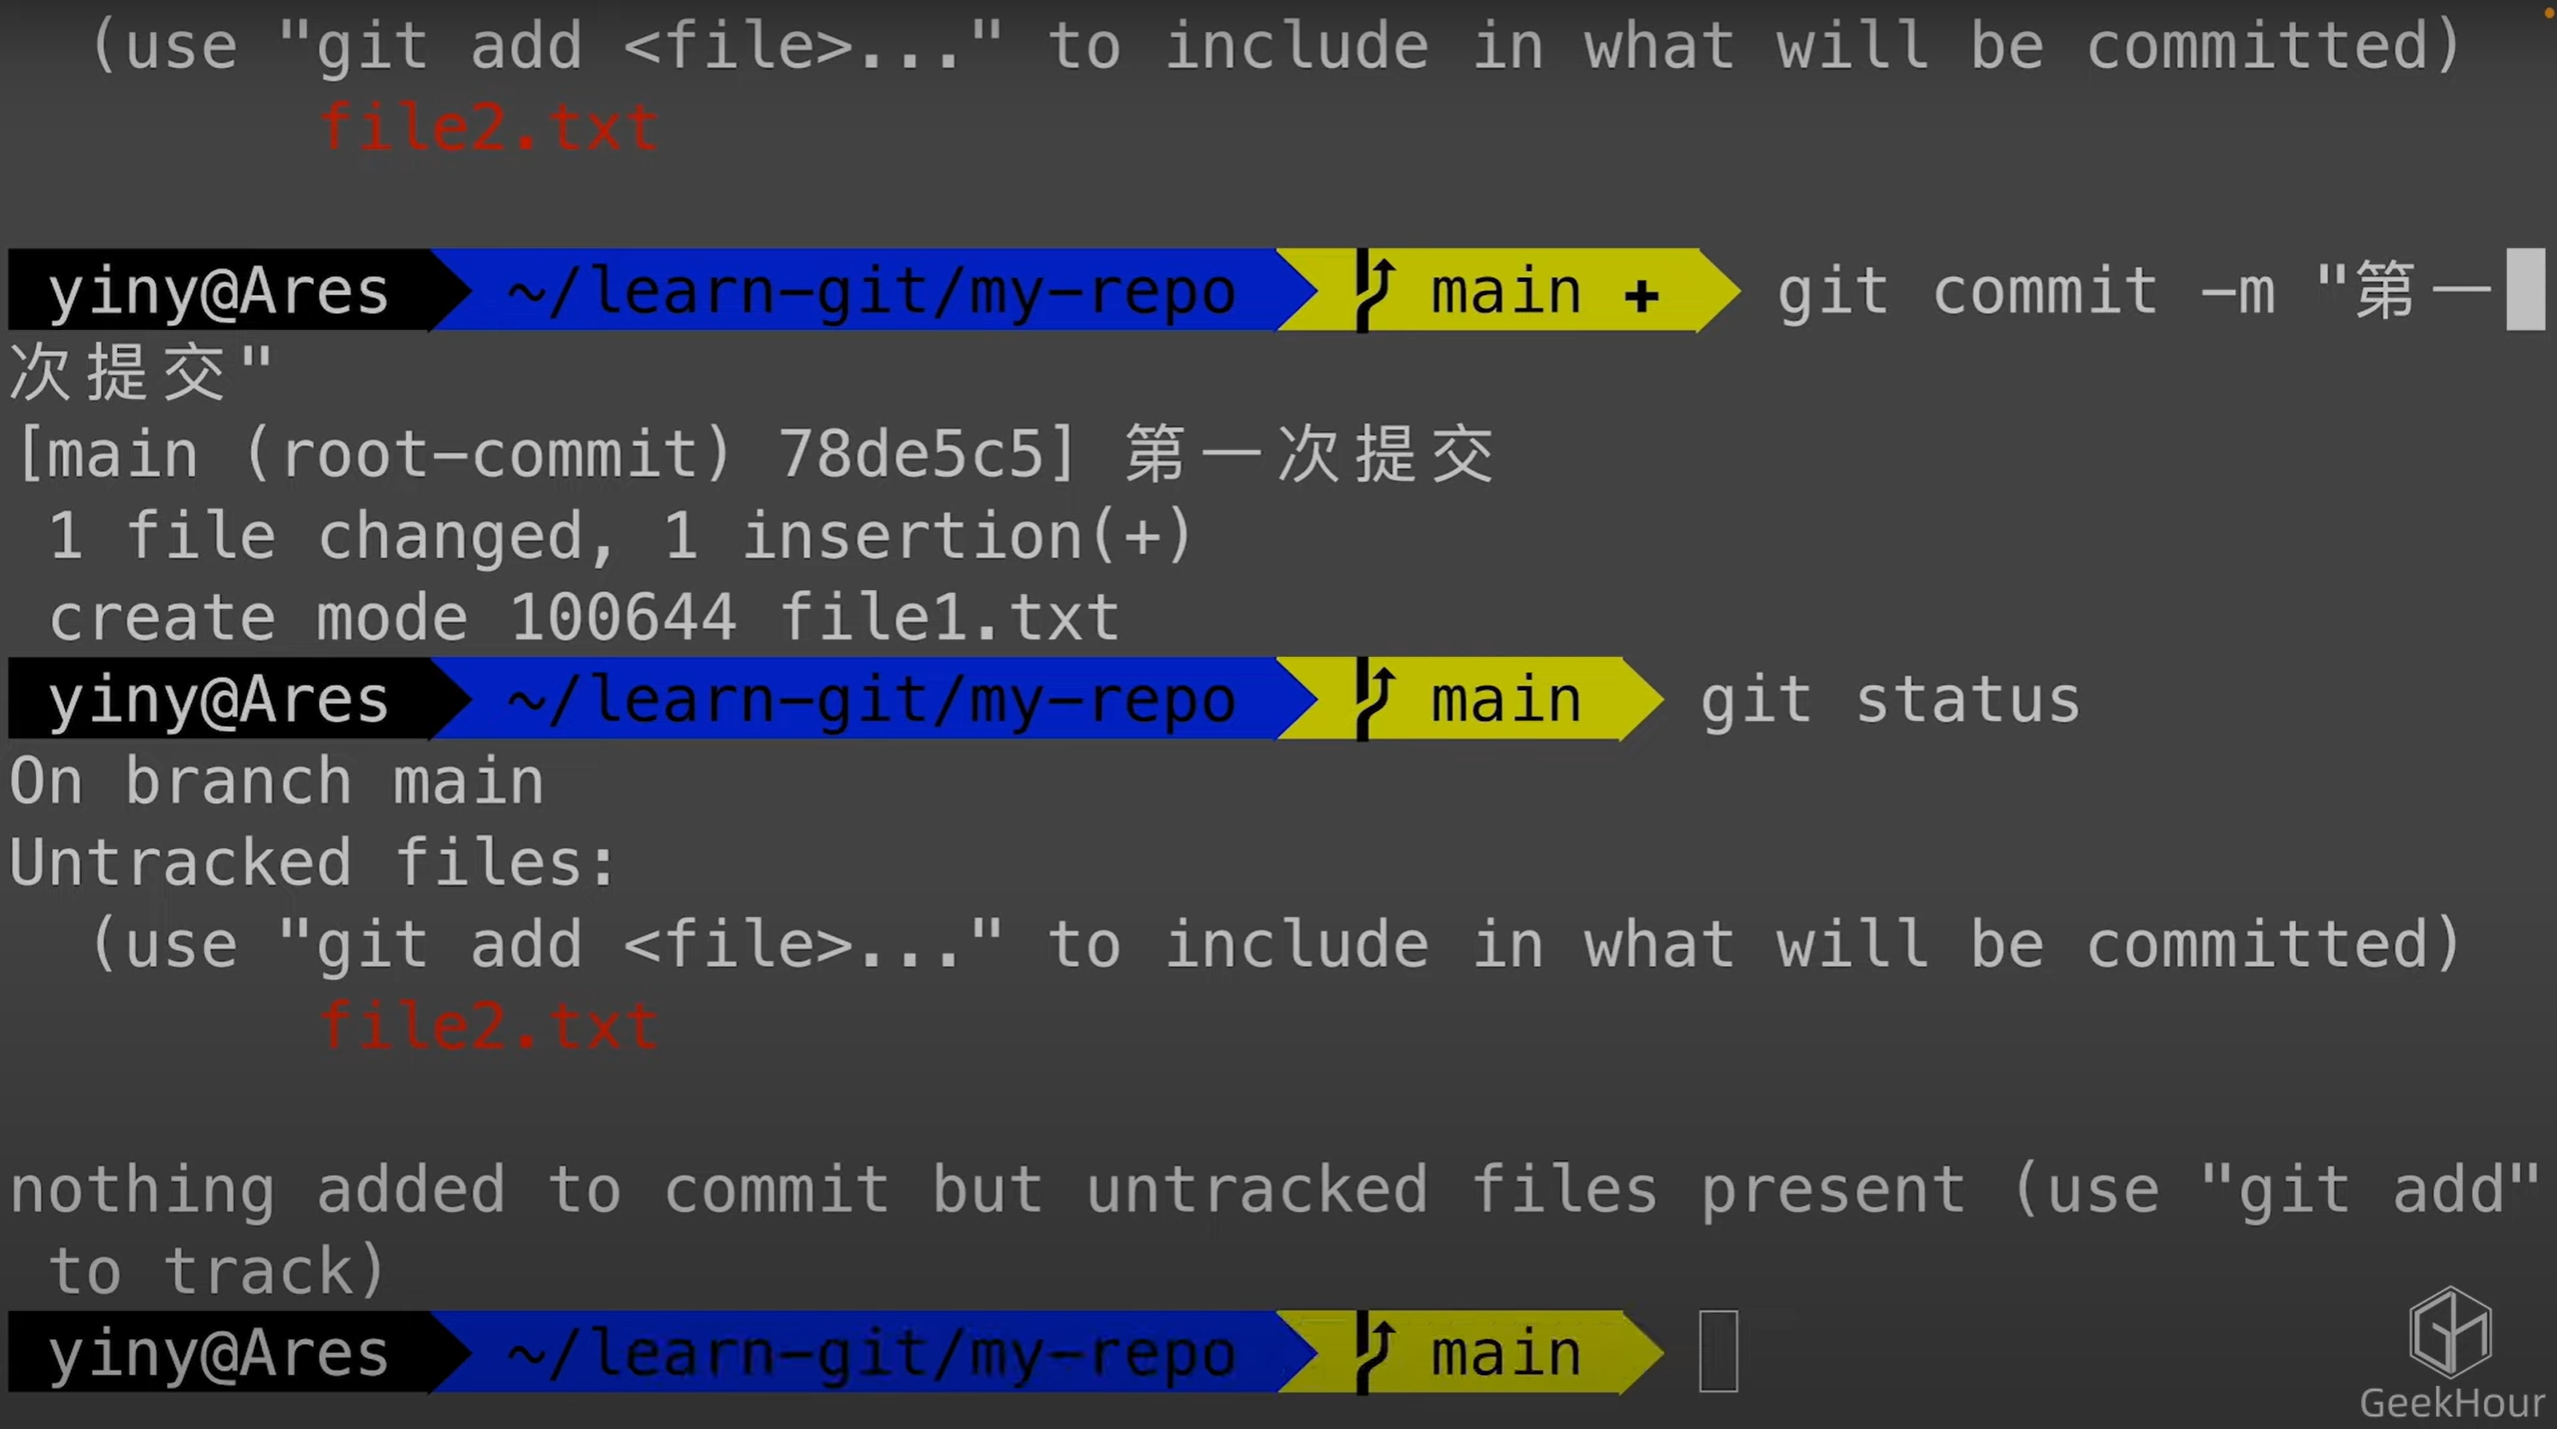 (use "git add <file>..." to include in what will be committed)
file2.txt
yiny@Ares ~/learn-git/my-repo main + git commit -m "第一
次提交"
[main (root-commit) 78de5c5] 第一次提交
1 file changed, 1 insertion(+)
create mode 100644 file1.txt
yiny@Ares ~/learn-git/my-repo main git status
On branch main
Untracked files:
(use "git add <file>..." to include in what will be committed)
file2.txt
nothing added to commit but untracked files present (use "git add"
to track)
yiny@Ares ~/learn-git/my-repo main
GeekHour